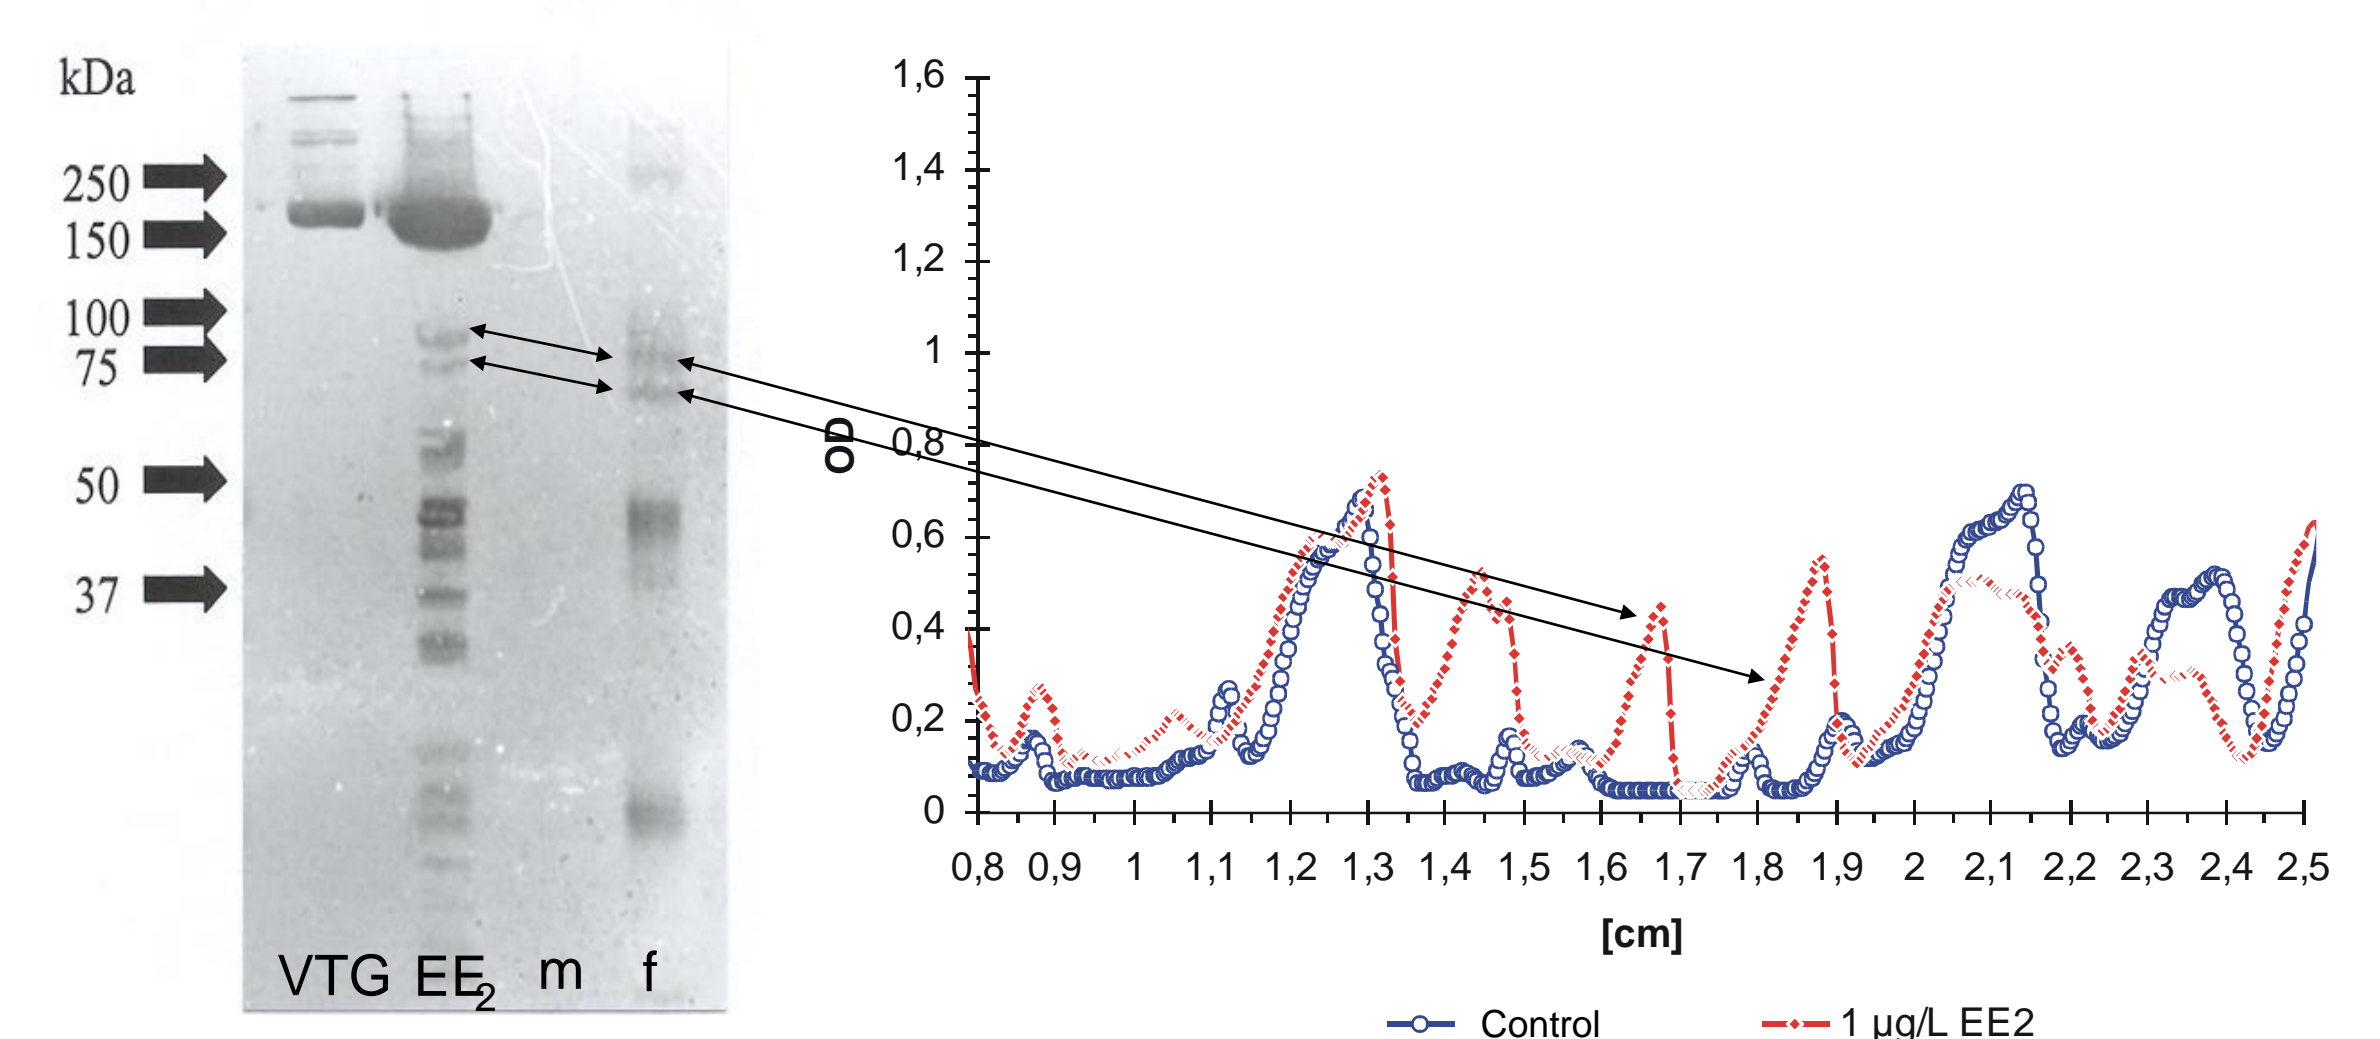 kDa
250
150
100
75
50
37
VTG EE2 m f
OD
1,6
1,4
1,2
1
0,8
0,6
0,4
0,2
0
0,8 0,9 1 1,1 1,2 1,3 1,4 1,5 1,6 1,7 1,8 1,9 2 2,1 2,2 2,3 2,4 2,5
[cm]
Control 1 µg/L EE2